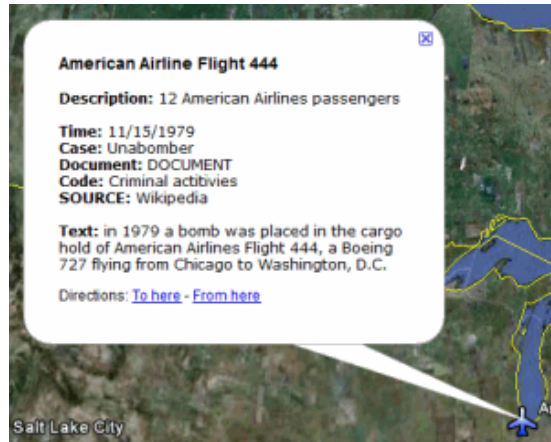 American Airline Flight 444
Description: 12 American Airlines passengers
Time: 11/15/1979
Case: Unabomber
Document: DOCUMENT
Code: Criminal actitivies
SOURCE: Wikipedia
Text: in 1979 a bomb was placed in the cargo
hold of American Airlines Flight 444, a Boeing
727 flying from Chicago to Washington, D.C.
Directions: To here - From here
Salt Lake City